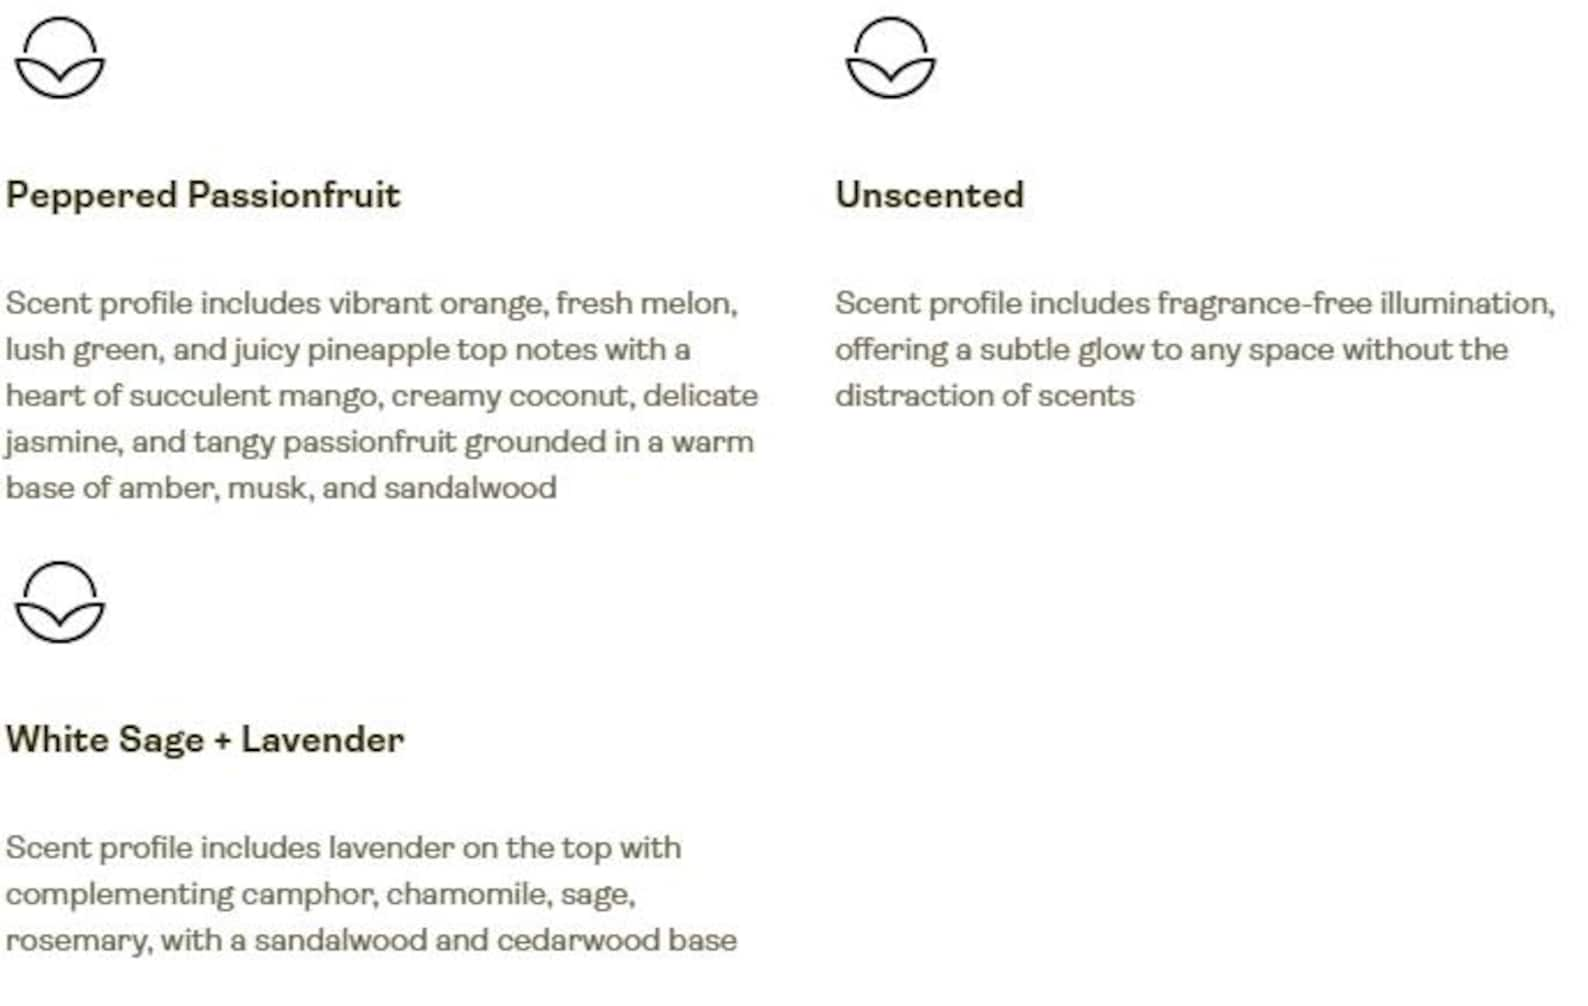 Peppered Passionfruit
Scent profile includes vibrant orange, fresh melon,
lush green, and juicy pineapple top notes with a
heart of succulent mango, creamy coconut, delicate
jasmine, and tangy passionfruit grounded in a warm
base of amber, musk, and sandalwood
Unscented
Scent profile includes fragrance-free illumination,
offering a subtle glow to any space without the
distraction of scents
White Sage + Lavender
Scent profile includes lavender on the top with
complementing camphor, chamomile, sage,
rosemary, with a sandalwood and cedarwood base